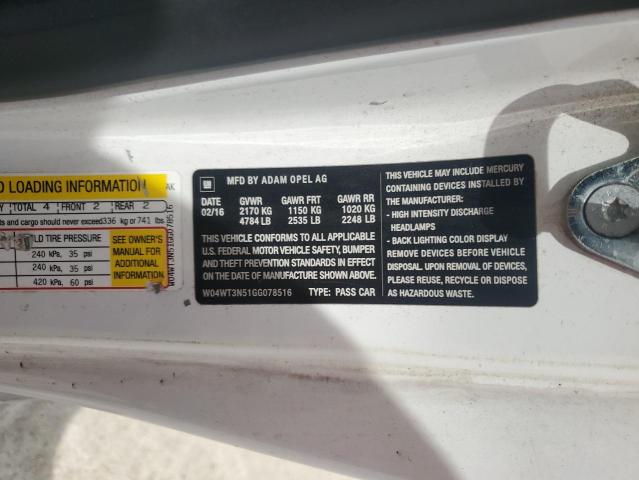 D LOADING INFORMATION
Y TOTAL 4 FRONT 2 REAR 2
ts and cargo should never exceed 336 kg or 741 lbs.
LD TIRE PRESSURE
240 kPa, 35 psi
240 kPa, 35 psi
420 kPa, 60 psi
SEE OWNER'S
MANUAL FOR
ADDITIONAL
INFORMATION
AK
W04WT3N51GG078516
GM
MFD BY ADAM OPEL AG
DATE GVWR GAWR FRT GAWR RR
02/16 2170 KG 1150 KG 1020 KG
4784 LB 2535 LB 2248 LB
THIS VEHICLE CONFORMS TO ALL APPLICABLE
U.S. FEDERAL MOTOR VEHICLE SAFETY, BUMPER
AND THEFT PREVENTION STANDARDS IN EFFECT
ON THE DATE OF MANUFACTURE SHOWN ABOVE.
W04WT3N51GG078516 TYPE: PASS CAR
THIS VEHICLE MAY INCLUDE MERCURY
CONTAINING DEVICES INSTALLED BY
THE MANUFACTURER:
- HIGH INTENSITY DISCHARGE
HEADLAMPS
- BACK LIGHTING COLOR DISPLAY
REMOVE DEVICES BEFORE VEHICLE
DISPOSAL. UPON REMOVAL OF DEVICES,
PLEASE REUSE, RECYCLE OR DISPOSE
AS HAZARDOUS WASTE.